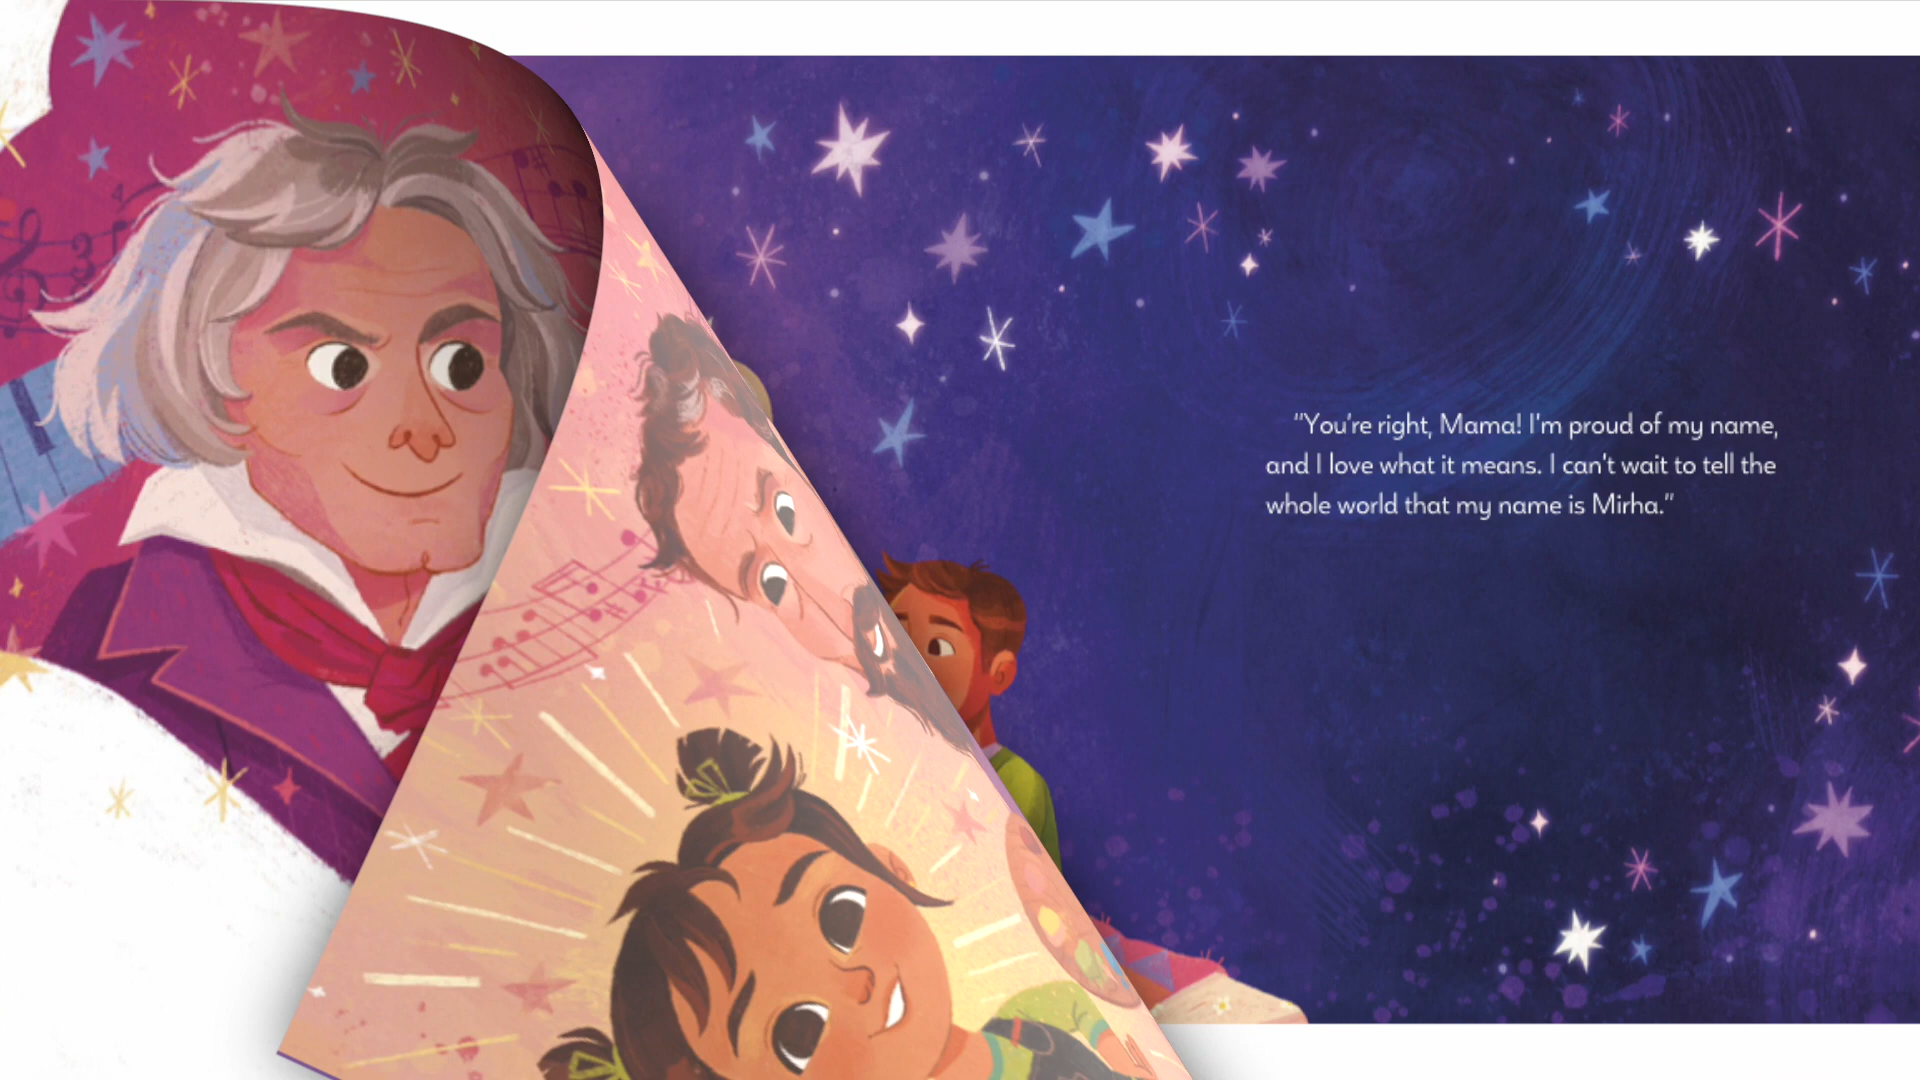 "You're right, Mama! I'm proud of my name,
and I love what it means. I can't wait to tell the
whole world that my name is Mirha."